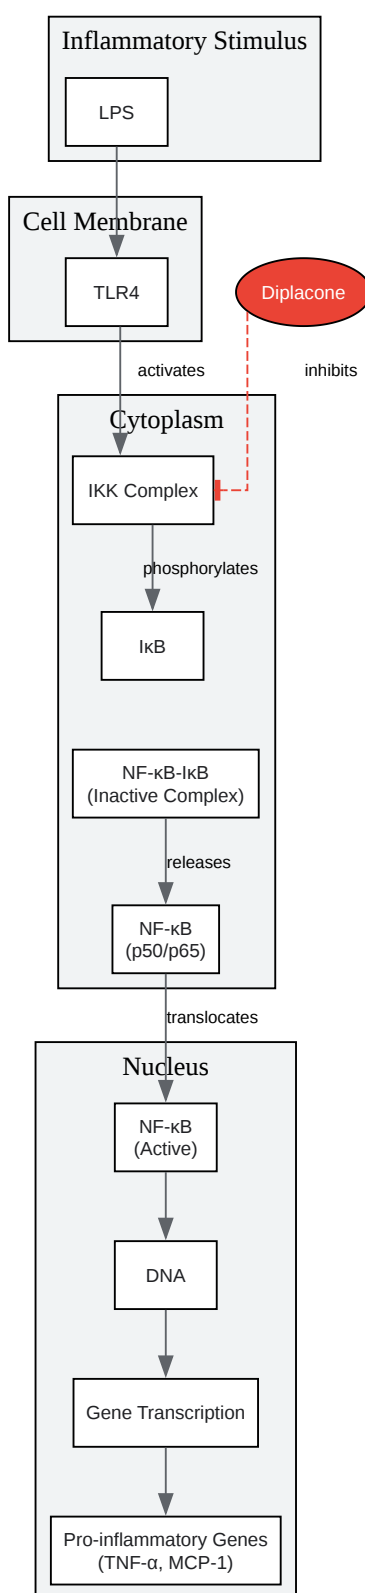 Inflammatory Stimulus
LPS
Cell Membrane
TLR4
Diplacone
activates
inhibits
Cytoplasm
IKK Complex
phosphorylates
IκB
NF-κB-IκB
(Inactive Complex)
releases
NF-κB
(p50/p65)
translocates
Nucleus
NF-κB
(Active)
DNA
Gene Transcription
Pro-inflammatory Genes
(TNF-α, MCP-1)